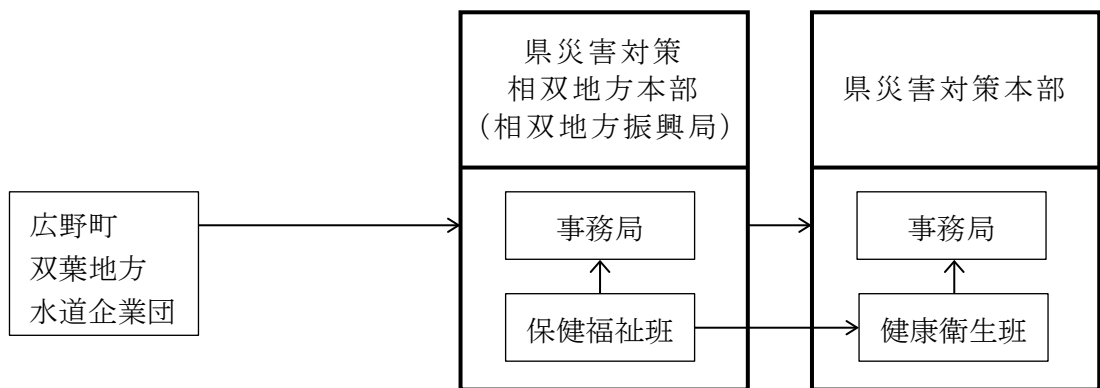 広野町
双葉地方
水道企業団
県災害対策
相双地方本部
（相双地方振興局）
事務局
保健福祉班
県災害対策本部
事務局
健康衛生班